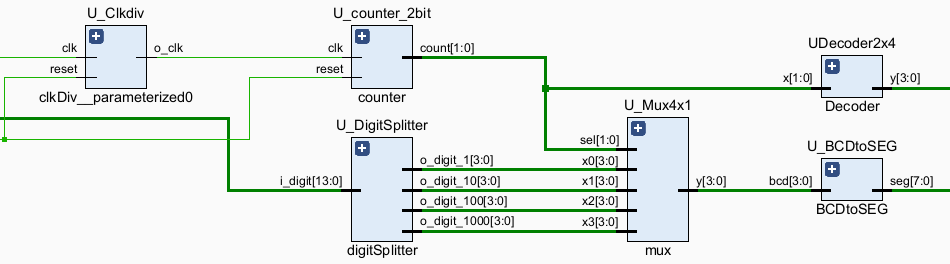 U_Clkdiv
clk
o_clk
reset
clkDiv__parameterized0
U_counter_2bit
clk
count[1:0]
reset
counter
UDecoder2x4
x[1:0]
y[3:0]
Decoder
U_DigitSplitter
i_digit[13:0]
o_digit_1[3:0]
o_digit_10[3:0]
o_digit_100[3:0]
o_digit_1000[3:0]
digitSplitter
U_Mux4x1
sel[1:0]
x0[3:0]
x1[3:0]
x2[3:0]
x3[3:0]
y[3:0]
mux
U_BCDtoSEG
bcd[3:0]
seg[7:0]
BCDtoSEG